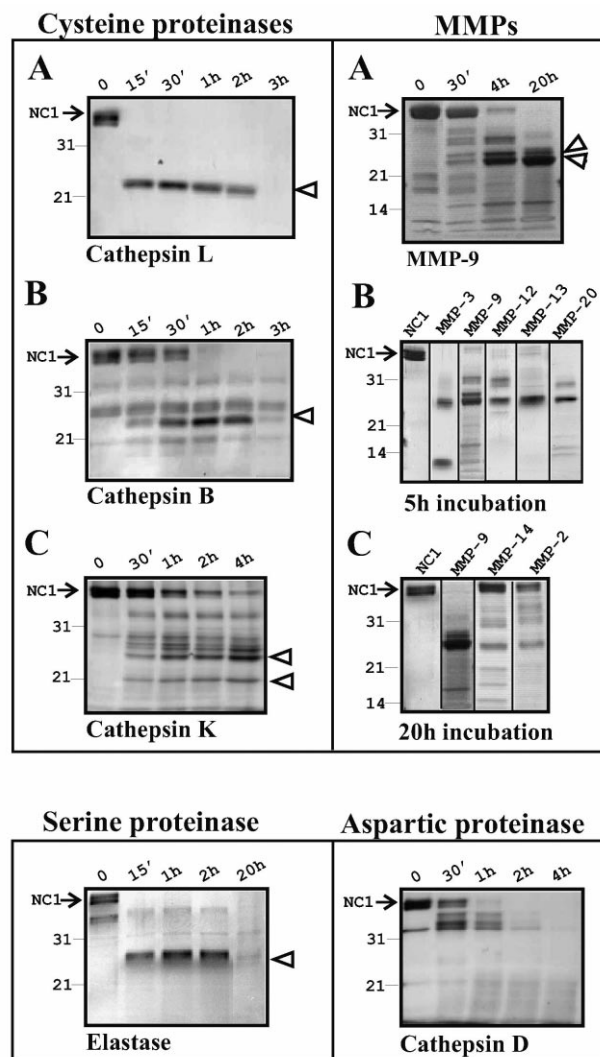 Cysteine proteinases
A
0 15' 30' 1h 2h 3h
NC1
31
21
Cathepsin L
B
0 15' 30' 1h 2h 3h
NC1
31
21
Cathepsin B
C
0 30' 1h 2h 4h
NC1
31
21
Cathepsin K
MMPs
A
0 30' 4h 20h
NC1
31
21
14
MMP-9
B
NC1 MMP-3 MMP-9 MMP-12 MMP-13 MMP-20
NC1
31
21
14
5h incubation
C
NC1 MMP-9 MMP-14 MMP-2
NC1
31
21
14
20h incubation
Serine proteinase
0 15' 1h 2h 20h
NC1
31
21
Elastase
Aspartic proteinase
0 30' 1h 2h 4h
NC1
31
21
Cathepsin D